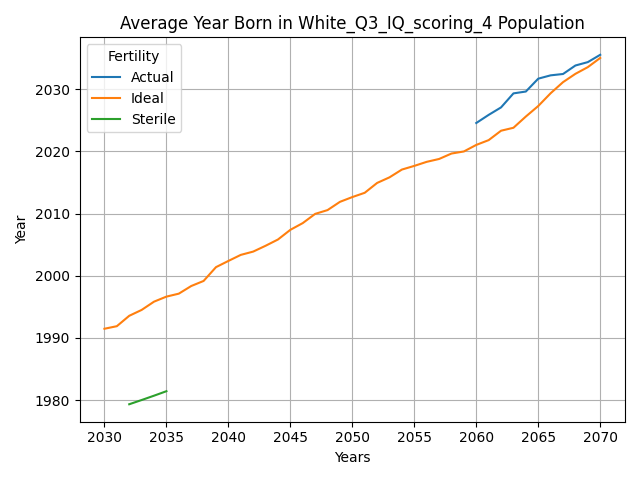 Average Year Born in White_Q3_IQ_scoring_4 Population
Fertility
Actual
Ideal
Sterile
Year
2030
2020
2010
2000
1990
1980
2030 2035 2040 2045 2050 2055 2060 2065 2070
Years